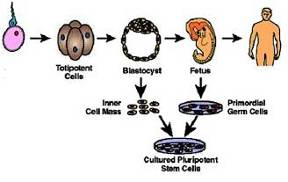 Totipotent
Cells
Blastocyst
Fetus
Inner
Cell Mass
Primordial
Germ Cells
Cultured Pluripotent
Stem Cells